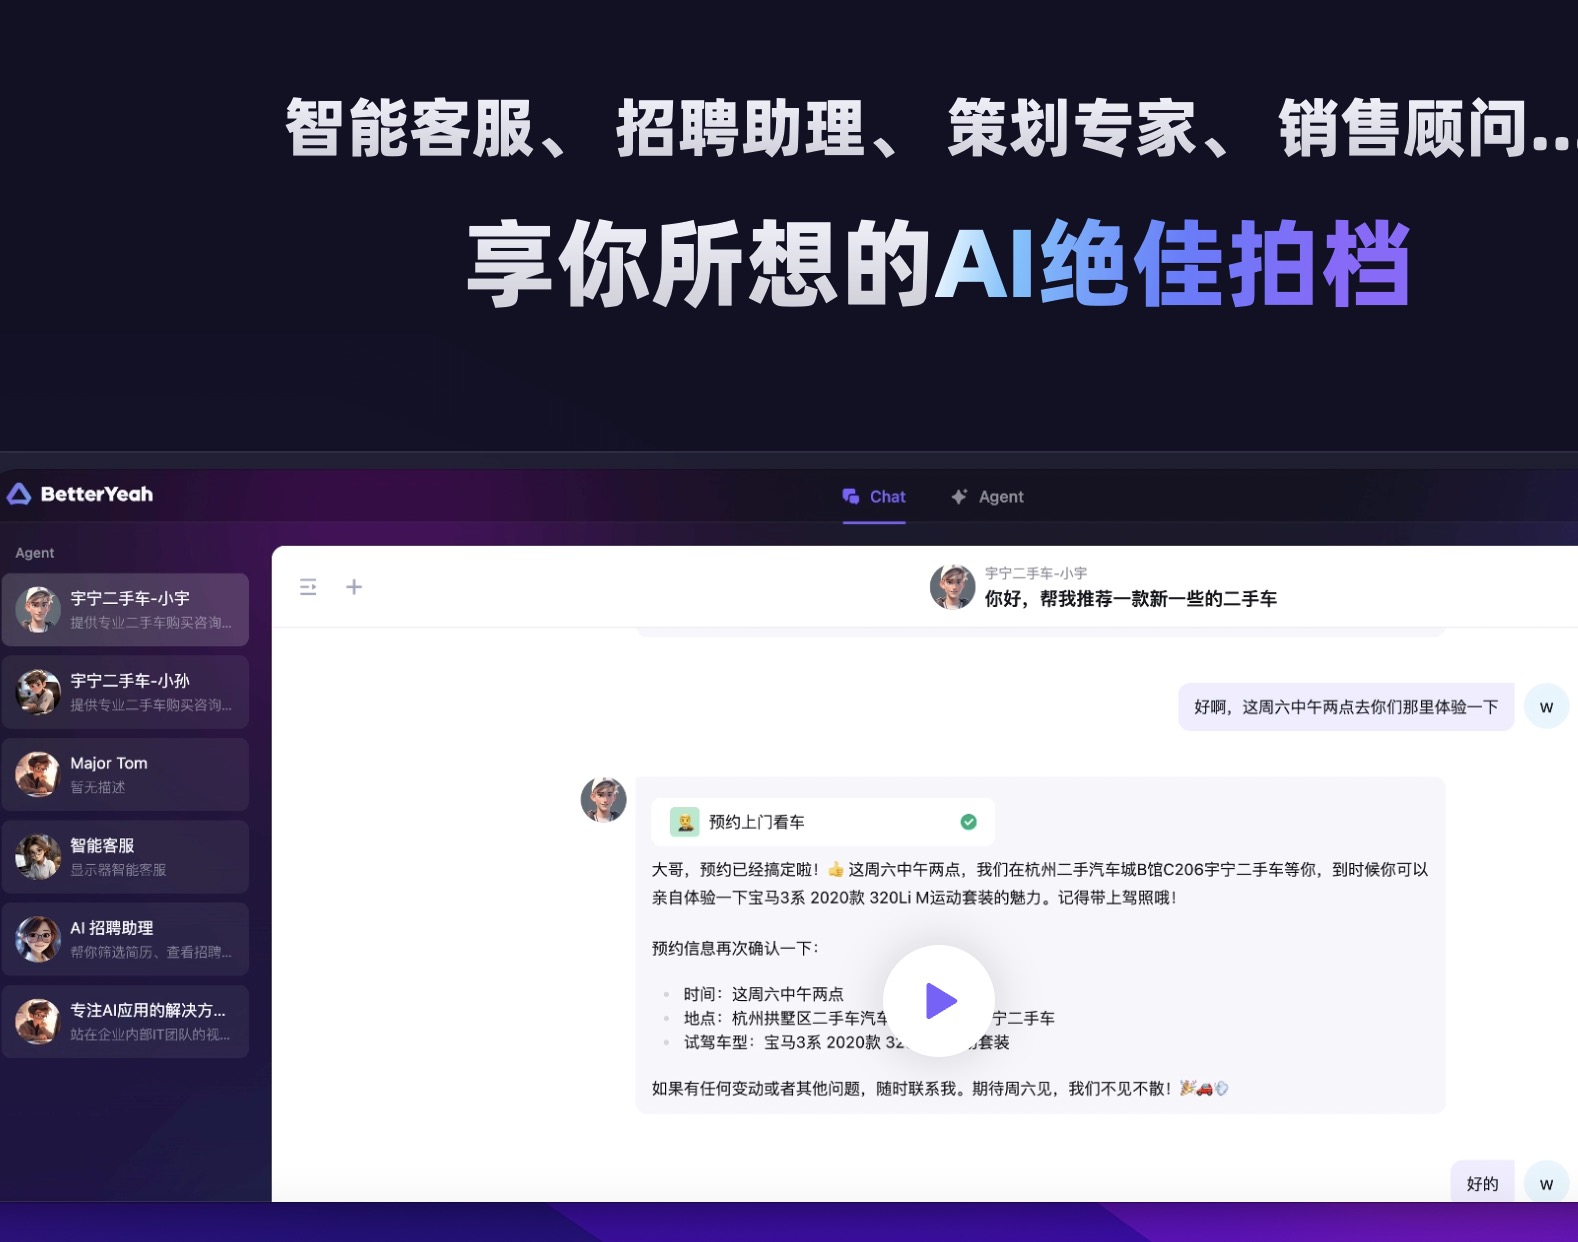 智能客服、招聘助理、策划专家、销售顾问...
享你所想的AI绝佳拍档
BetterYeah
Chat
Agent
Agent
宇宁二手车-小宇
提供专业二手车购买咨询...
宇宁二手车-小孙
提供专业二手车购买咨询...
Major Tom
暂无描述
智能客服
显示器智能客服
AI 招聘助理
帮你筛选简历、查看招聘...
专注AI应用的解决方...
站在企业内部IT团队的视...
宇宁二手车-小宇
你好，帮我推荐一款新一些的二手车
好啊，这周六中午两点去你们那里体验一下
W
预约上门看车
大哥，预约已经搞定啦！👍 这周六中午两点，我们在杭州二手汽车城B馆C206宇宁二手车等你，到时候你可以
亲自体验一下宝马3系 2020款 320Li M运动套装的魅力。记得带上驾照哦！
预约信息再次确认一下：
时间：这周六中午两点
地点：杭州拱墅区二手车汽车 宁二手车
试驾车型：宝马3系 2020款 32 套装
如果有任何变动或者其他问题，随时联系我。期待周六见，我们不见不散！🎉🚗💨
好的
W